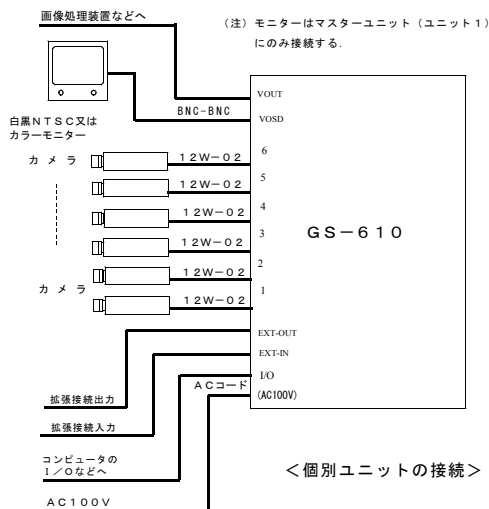 画像処理装置などへ
（注）モニターはマスターユニット（ユニット１）
にのみ接続する.
VOUT
BNC-BNC
VOSD
白黒ＮＴＳＣ又は
カラーモニター
カ メ ラ
１２Ｗ－０２
6
１２Ｗ－０２
5
１２Ｗ－０２
4
１２Ｗ－０２
3
ＧＳ－６１０
１２Ｗ－０２
2
カ メ ラ
１２Ｗ－０２
1
EXT-OUT
EXT-IN
I/O
ＡＣコード
(AC100V)
拡張接続出力
拡張接続入力
コンピュータの
Ｉ／Ｏなどへ
＜個別ユニットの接続＞
ＡＣ１００Ｖ